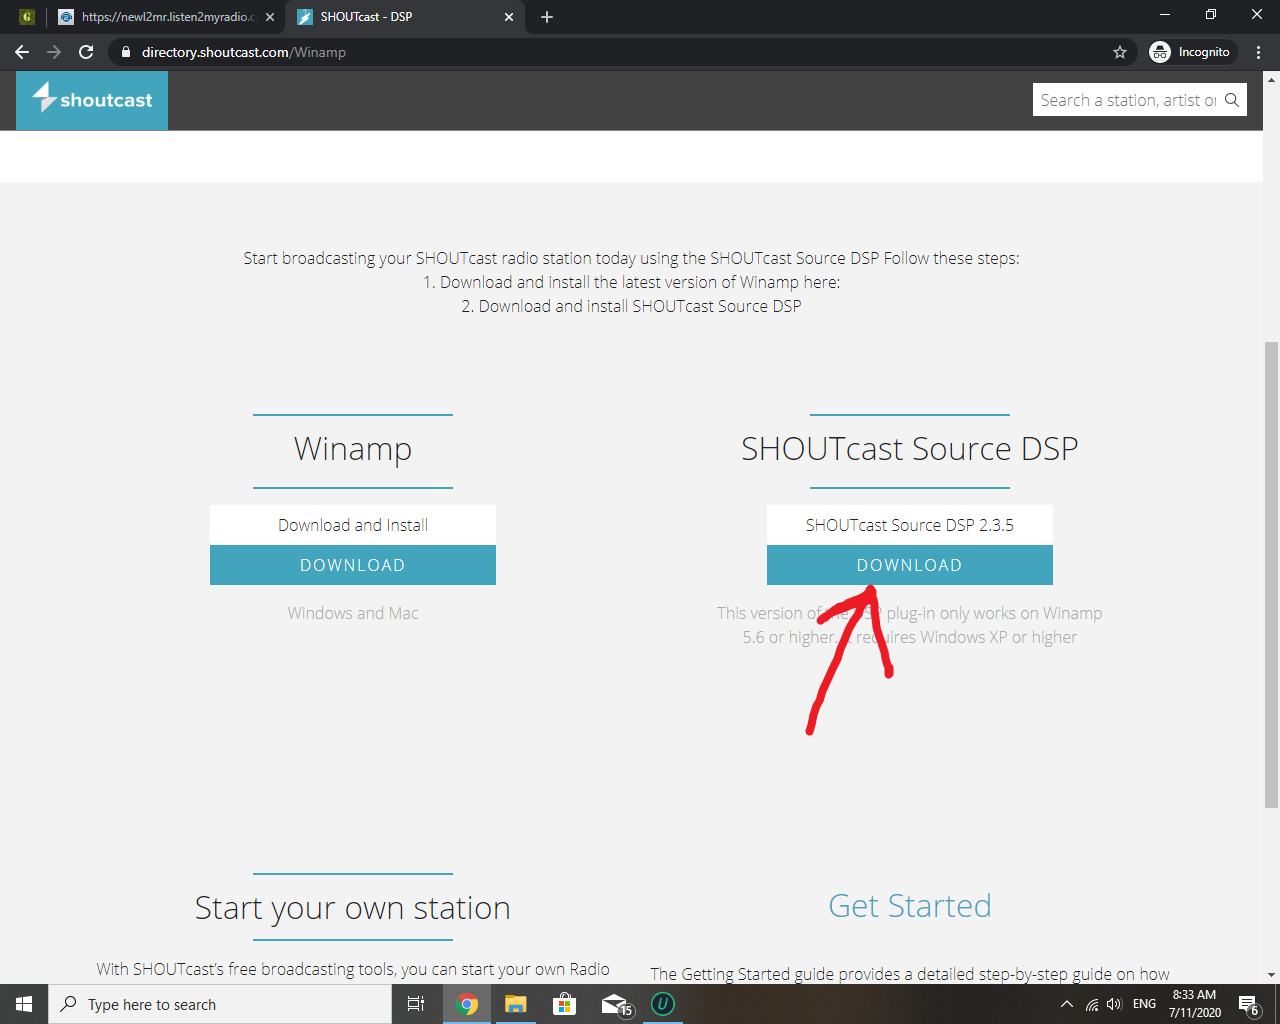 G
https://newl2mr.listen2myradio.c
SHOUTcast - DSP
directory.shoutcast.com/Winamp
Incognito
shoutcast
Search a station, artist or
Start broadcasting your SHOUTcast radio station today using the SHOUTcast Source DSP Follow these steps:
1. Download and install the latest version of Winamp here:
2. Download and install SHOUTcast Source DSP
Winamp
SHOUTcast Source DSP
Download and Install
SHOUTcast Source DSP 2.3.5
DOWNLOAD
DOWNLOAD
Windows and Mac
This version of the DSP plug-in only works on Winamp
5.6 or higher. It requires Windows XP or higher
Start your own station
Get Started
With SHOUTcast's free broadcasting tools, you can start your own Radio
The Getting Started guide provides a detailed step-by-step guide on how
Type here to search
15
U
ENG
8:33 AM
7/11/2020
6